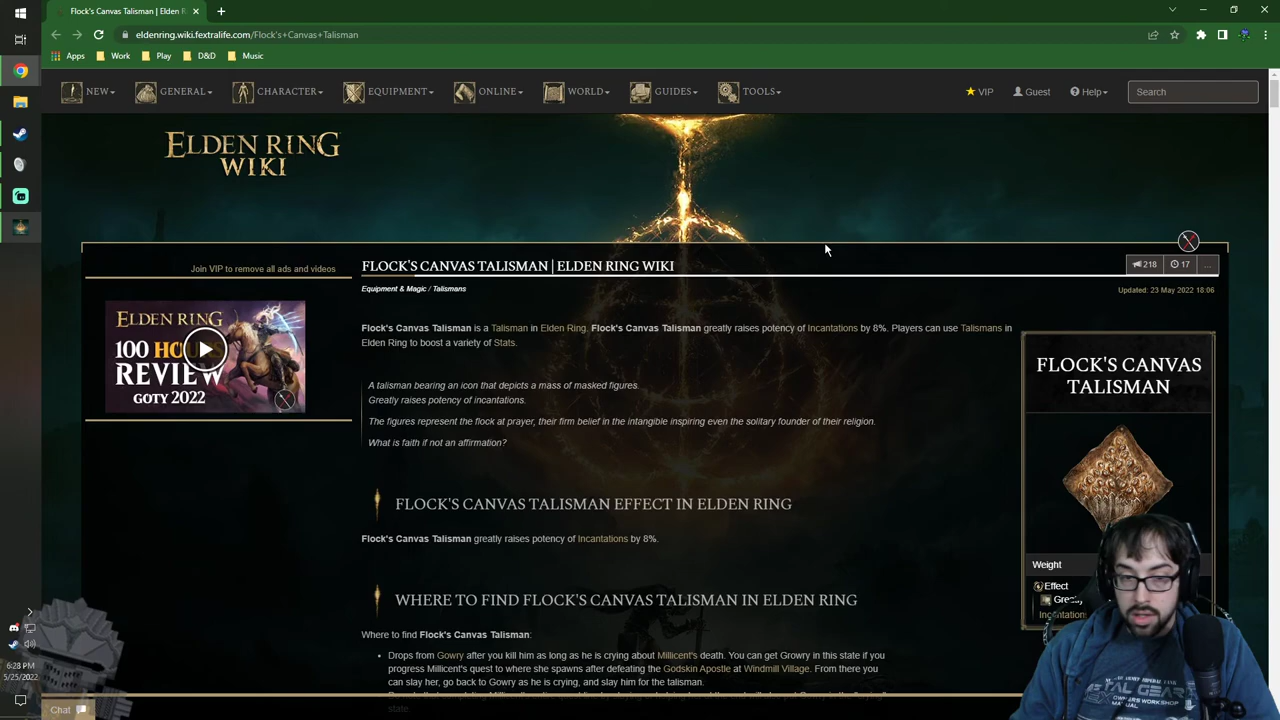 Flock's Canvas Talisman | Elden R
eldenring.wiki.fextralife.com/Flock's+Canvas+Talisman
Apps Work Play D&D Music
NEW GENERAL CHARACTER EQUIPMENT ONLINE WORLD GUIDES TOOLS VIP Guest Help Search
ELDEN RING
WIKI
Join VIP to remove all ads and videos
ELDEN RING
100 HO
REVIEW
GOTY 2022
FLOCK'S CANVAS TALISMAN | ELDEN RING WIKI
218 17 ...
Equipment & Magic / Talismans
Updated: 23 May 2022 18:06
Flock's Canvas Talisman is a Talisman in Elden Ring. Flock's Canvas Talisman greatly raises potency of Incantations by 8%. Players can use Talismans in
Elden Ring to boost a variety of Stats.
A talisman bearing an icon that depicts a mass of masked figures.
Greatly raises potency of incantations.
The figures represent the flock at prayer, their firm belief in the intangible inspiring even the solitary founder of their religion.
What is faith if not an affirmation?
FLOCK'S CANVAS TALISMAN EFFECT IN ELDEN RING
Flock's Canvas Talisman greatly raises potency of Incantations by 8%.
WHERE TO FIND FLOCK'S CANVAS TALISMAN IN ELDEN RING
Where to find Flock's Canvas Talisman:
Drops from Gowry after you kill him as long as he is crying about Millicent's death. You can get Growry in this state if you
progress Millicent's quest to where she spawns after defeating the Godskin Apostle at Windmill Village. From there you
can slay her, go back to Gowry as he is crying, and slay him for the talisman.
state.
FLOCK'S CANVAS
TALISMAN
Weight
Effect
Incantations
Chat
6:28 PM
5/25/2022
METAL GEAR
OWNER'S WORKSHOP
MANUAL